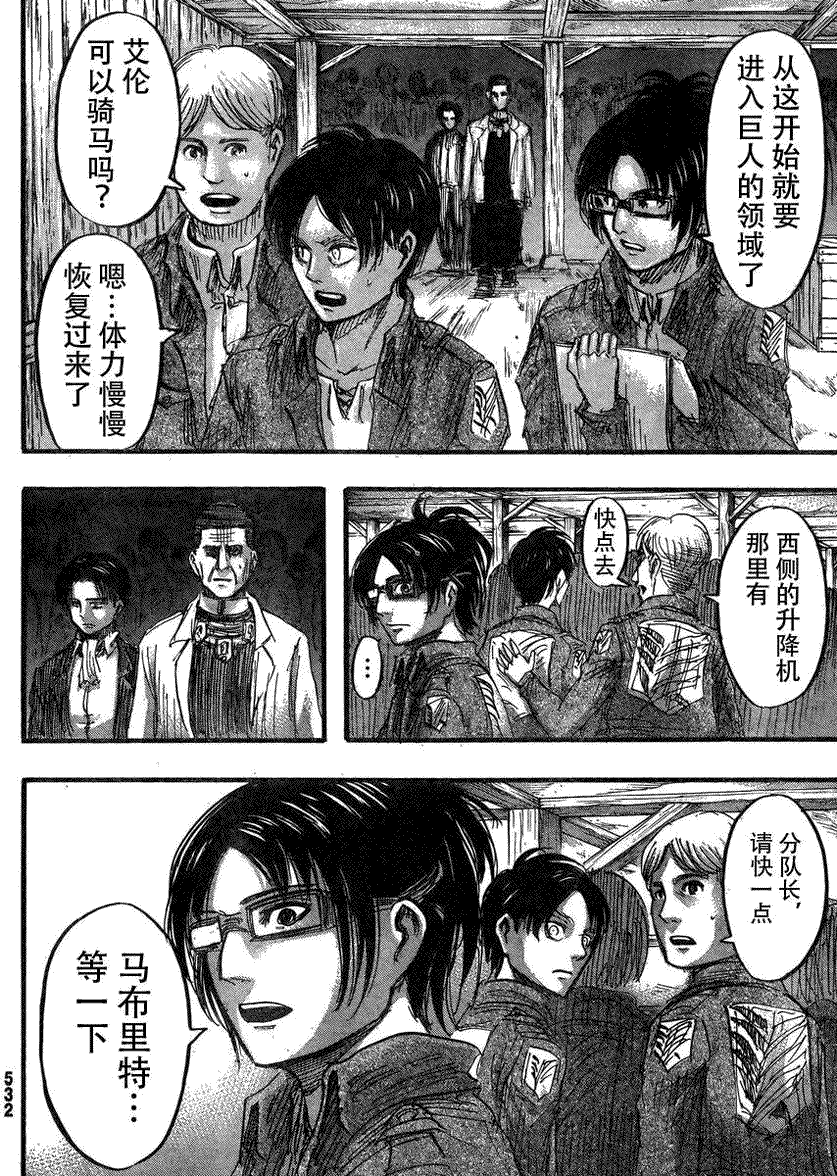 从这开始就要
进入巨人的领域了
艾伦
可以骑马吗？
嗯…体力慢慢
恢复过来了
西侧的升降机
那里有
快点去
…
分队长，
请快一点
马布里特…
等一下
532